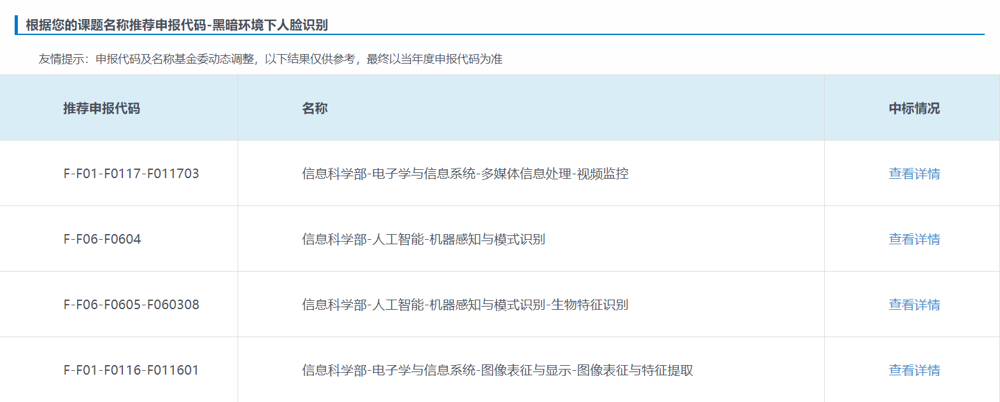 根据您的课题名称推荐申报代码-黑暗环境下人脸识别
友情提示：申报代码及名称基金委动态调整，以下结果仅供参考，最终以当年度申报代码为准
推荐申报代码 名称 中标情况
F-F01-F0117-F011703 信息科学部-电子学与信息系统-多媒体信息处理-视频监控 查看详情
F-F06-F0604 信息科学部-人工智能-机器感知与模式识别 查看详情
F-F06-F0605-F060308 信息科学部-人工智能-机器感知与模式识别-生物特征识别 查看详情
F-F01-F0116-F011601 信息科学部-电子学与信息系统-图像表征与显示-图像表征与特征提取 查看详情